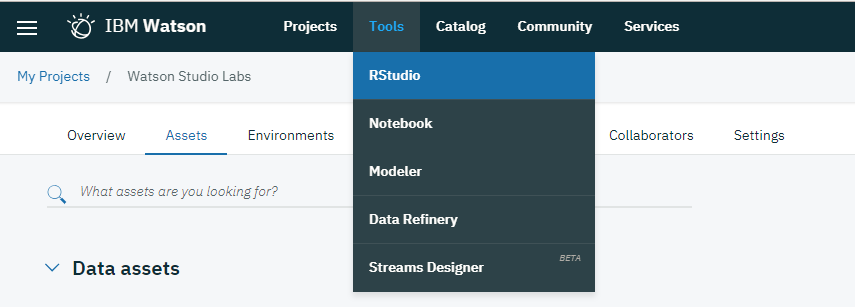 IBM Watson Projects Tools Catalog Community Services
My Projects / Watson Studio Labs
RStudio
Overview Assets Environments Collaborators Settings
Notebook
Modeler
What assets are you looking for?
Data Refinery
Data assets
Streams Designer BETA